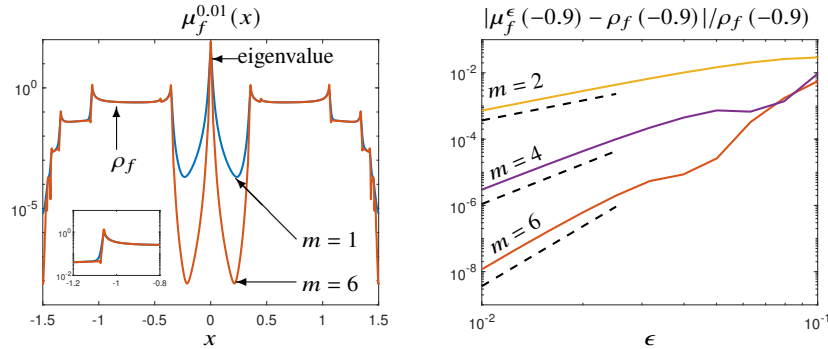 μ_f^{0.01}(x)
eigenvalue
10^0
ρ_f
10^{-5}
10^0
10^{-2}
-1.2 -1 -0.8
m = 1
m = 6
-1.5 -1 -0.5 0 0.5 1 1.5
x
|μ_f^ϵ(−0.9) − ρ_f(−0.9)|/ρ_f(−0.9)
10^{-2}
m = 2
10^{-4}
m = 4
10^{-6}
m = 6
10^{-8}
10^{-2} 10^{-1}
ϵ